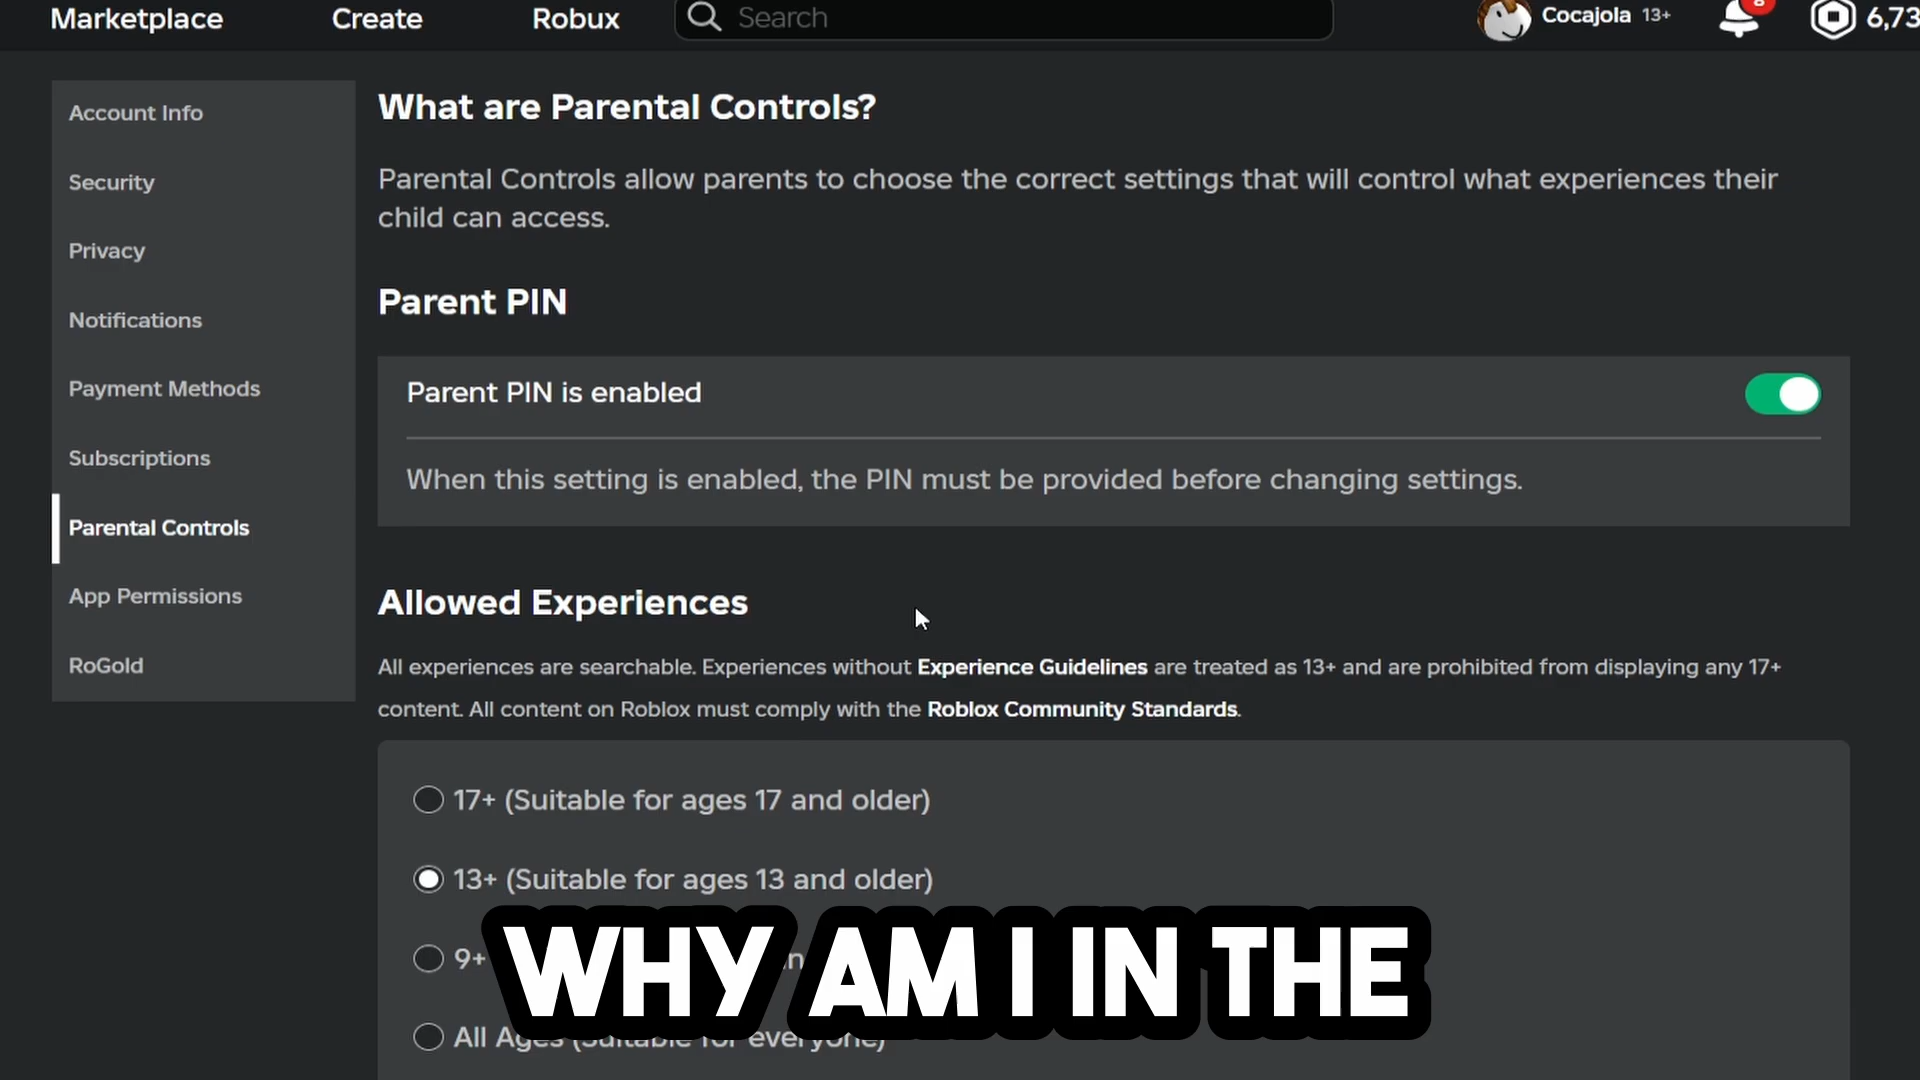 Marketplace
Create
Robux
Search
Cocajola 13+
8
6,73
Account Info
Security
Privacy
Notifications
Payment Methods
Subscriptions
Parental Controls
App Permissions
RoGold
What are Parental Controls?
Parental Controls allow parents to choose the correct settings that will control what experiences their
child can access.
Parent PIN
Parent PIN is enabled
When this setting is enabled, the PIN must be provided before changing settings.
Allowed Experiences
All experiences are searchable. Experiences without Experience Guidelines are treated as 13+ and are prohibited from displaying any 17+
content. All content on Roblox must comply with the Roblox Community Standards.
17+ (Suitable for ages 17 and older)
13+ (Suitable for ages 13 and older)
9+
All Ages (Suitable for everyone)
WHY AM I IN THE